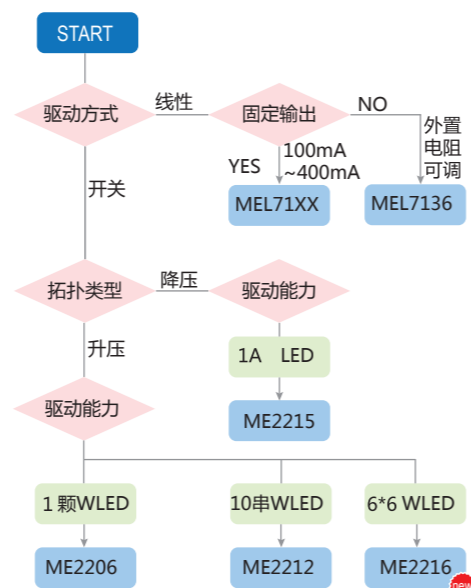 START
驱动方式
线性
固定输出
NO
外置
电阻
可调
YES
100mA
~400mA
MEL71XX
MEL7136
开关
拓扑类型
降压
驱动能力
升压
1A LED
驱动能力
ME2215
1颗WLED
10串WLED
6*6 WLED
ME2206
ME2212
ME2216
new